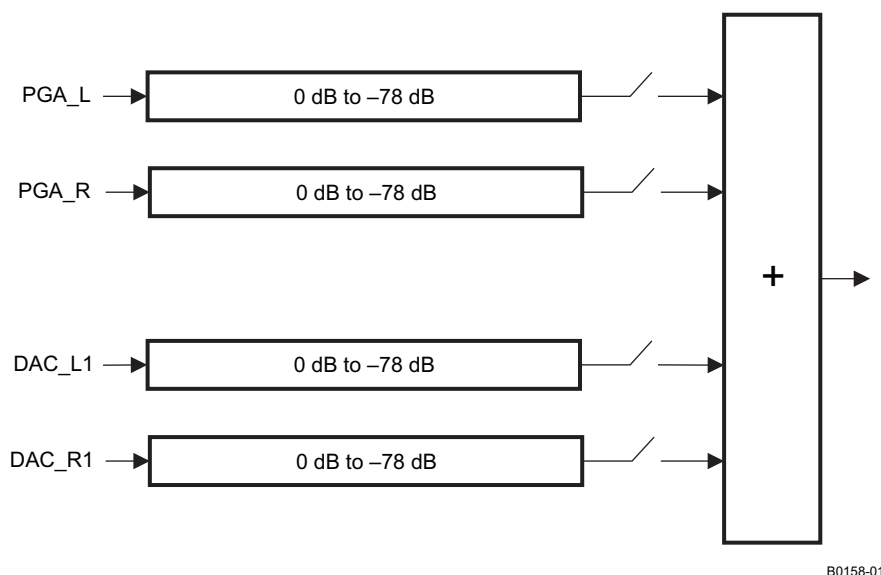 PGA_L
0 dB to –78 dB
PGA_R
0 dB to –78 dB
+
DAC_L1
0 dB to –78 dB
DAC_R1
0 dB to –78 dB
B0158-01